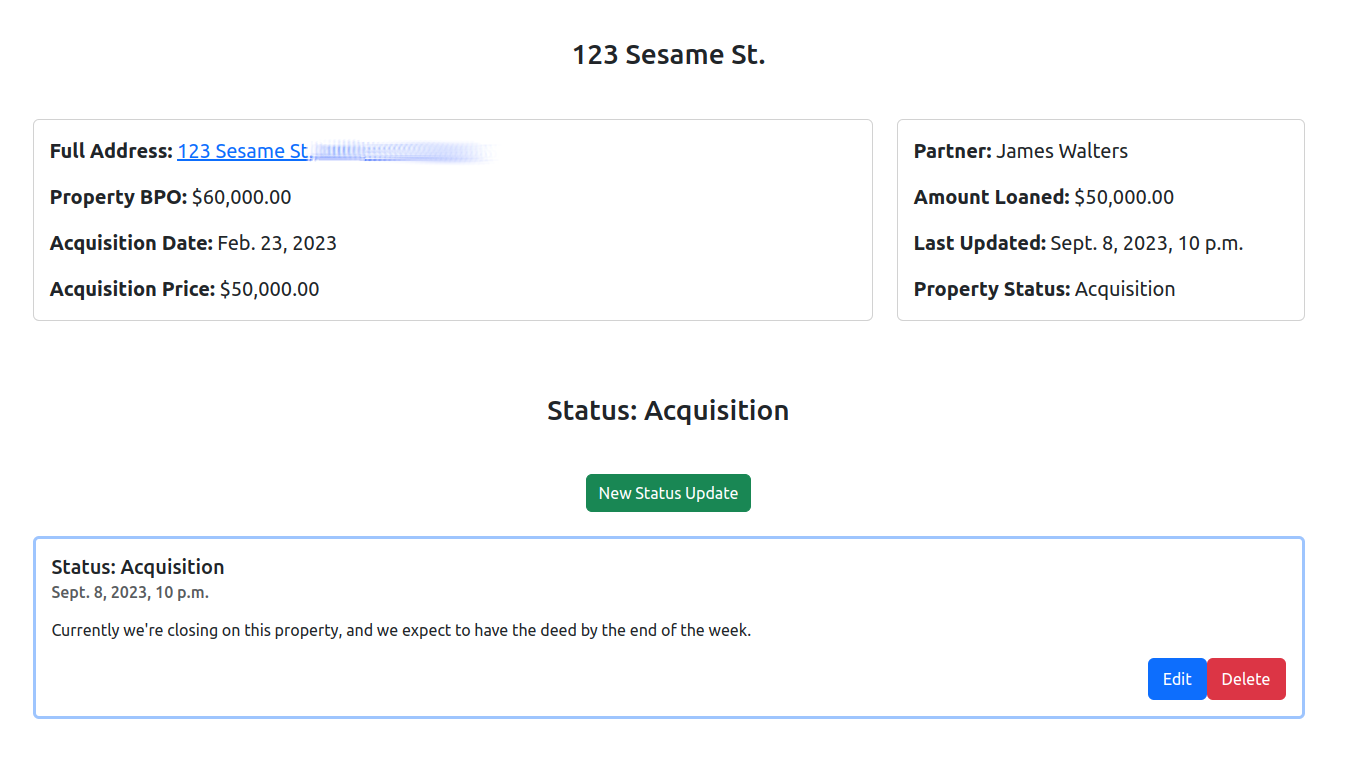 123 Sesame St.
Full Address: 123 Sesame St.
Property BPO: $60,000.00
Acquisition Date: Feb. 23, 2023
Acquisition Price: $50,000.00
Partner: James Walters
Amount Loaned: $50,000.00
Last Updated: Sept. 8, 2023, 10 p.m.
Property Status: Acquisition
Status: Acquisition
New Status Update
Status: Acquisition
Sept. 8, 2023, 10 p.m.
Currently we're closing on this property, and we expect to have the deed by the end of the week.
Edit Delete